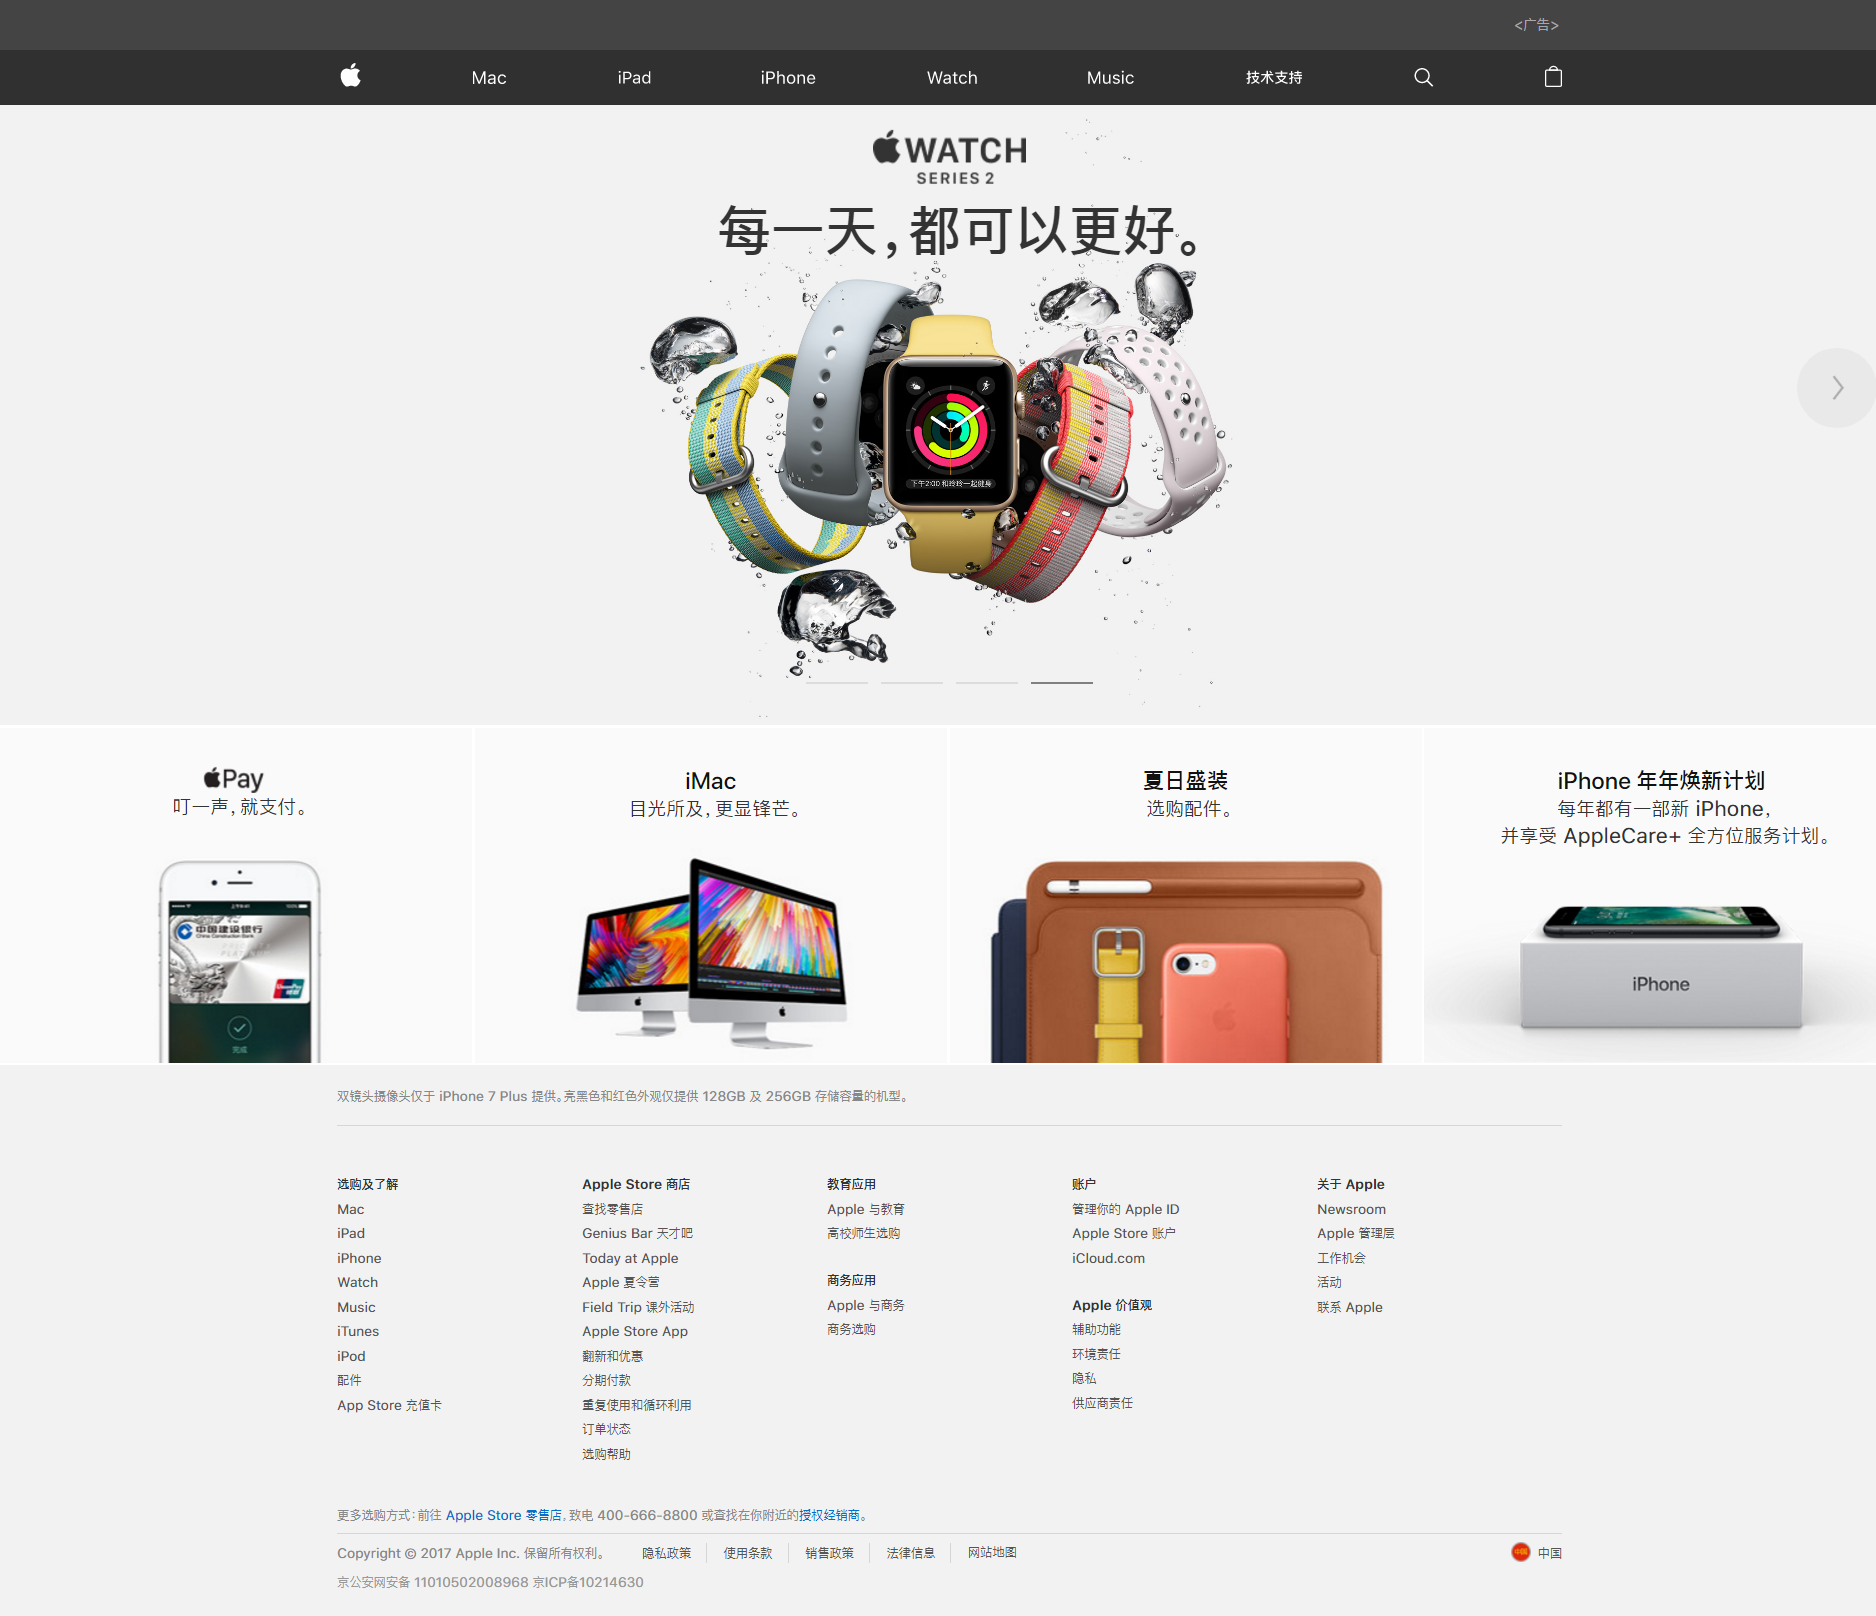 <广告>
Mac iPad iPhone Watch Music 技术支持
WATCH
SERIES 2
每一天，都可以更好。
下午2:00 和玲玲一起健身
Pay
叮一声，就支付。
iMac
目光所及，更显锋芒。
夏日盛装
选购配件。
iPhone 年年焕新计划
每年都有一部新 iPhone，
并享受 AppleCare+ 全方位服务计划。
中国建设银行
China Construction Bank
UnionPay
完成
iPhone
双镜头摄像头仅于 iPhone 7 Plus 提供。亮黑色和红色外观仅提供 128GB 及 256GB 存储容量的机型。
选购及了解
Mac
iPad
iPhone
Watch
Music
iTunes
iPod
配件
App Store 充值卡
Apple Store 商店
查找零售店
Genius Bar 天才吧
Today at Apple
Apple 夏令营
Field Trip 课外活动
Apple Store App
翻新和优惠
分期付款
重复使用和循环利用
订单状态
选购帮助
教育应用
Apple 与教育
高校师生选购
商务应用
Apple 与商务
商务选购
账户
管理你的 Apple ID
Apple Store 账户
iCloud.com
Apple 价值观
辅助功能
环境责任
隐私
供应商责任
关于 Apple
Newsroom
Apple 管理层
工作机会
活动
联系 Apple
更多选购方式：前往 Apple Store 零售店，致电 400-666-8800 或查找在你附近的授权经销商。
Copyright © 2017 Apple Inc. 保留所有权利。 隐私政策 使用条款 销售政策 法律信息 网站地图 中国
京公安网安备 11010502008968 京ICP备10214630